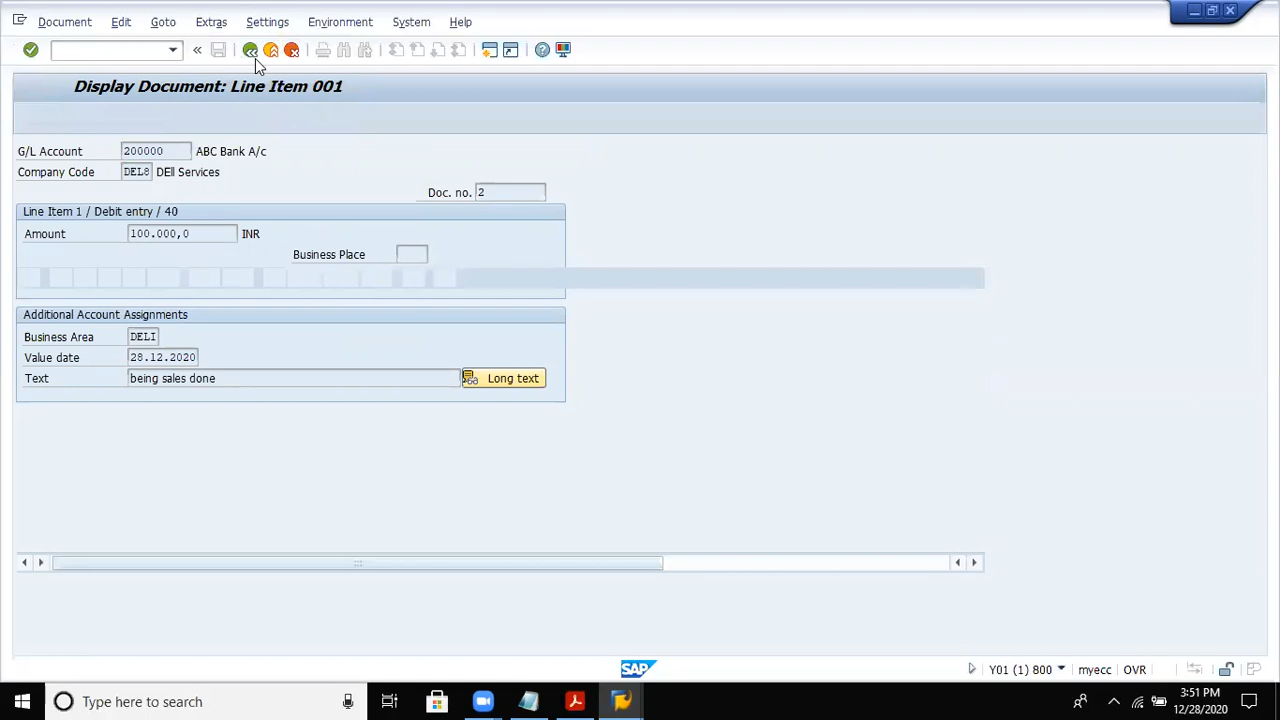 Document Edit Goto Extras Settings Environment System Help
«
Display Document: Line Item 001
G/L Account 200000 ABC Bank A/c
Company Code DEL8 DEll Services
Doc. no. 2
Line Item 1 / Debit entry / 40
Amount 100.000,0 INR
Business Place
Additional Account Assignments
Business Area DELI
Value date 28.12.2020
Text being sales done Long text
SAP Y01 (1) 800 myecc OVR
Type here to search
3:51 PM
12/28/2020